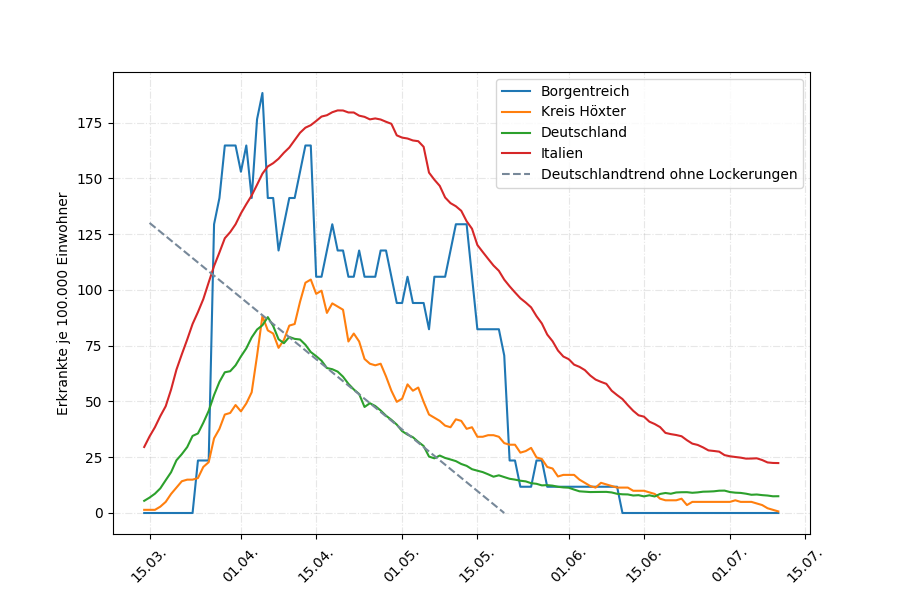 Borgentreich
Kreis Höxter
Deutschland
Italien
Deutschlandtrend ohne Lockerungen
Erkrankte je 100.000 Einwohner
175
150
125
100
75
50
25
0
15.03.
01.04.
15.04.
01.05.
15.05.
01.06.
15.06.
01.07.
15.07.